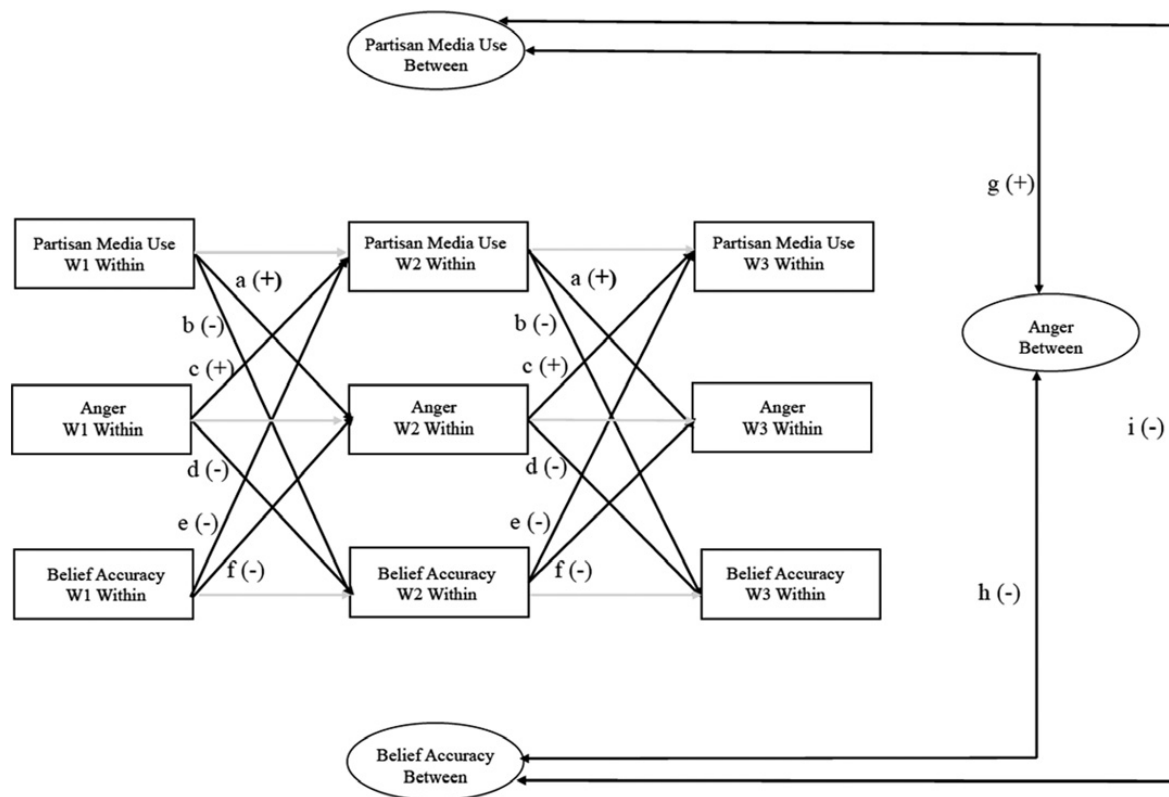 Partisan Media Use
Between
g (+)
Partisan Media Use
W1 Within
Partisan Media Use
W2 Within
Partisan Media Use
W3 Within
a (+)
a (+)
b (-)
b (-)
c (+)
c (+)
Anger
Between
Anger
W1 Within
Anger
W2 Within
Anger
W3 Within
i (-)
d (-)
d (-)
e (-)
e (-)
f (-)
f (-)
Belief Accuracy
W1 Within
Belief Accuracy
W2 Within
Belief Accuracy
W3 Within
h (-)
Belief Accuracy
Between